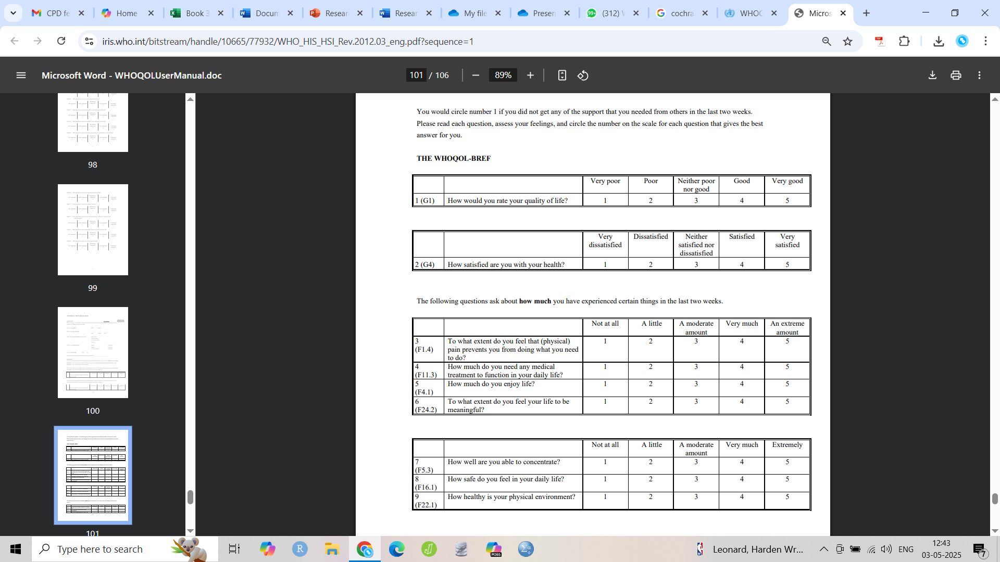 CPD fe
Home
Book 3
Docum
Resear
Resear
My file
Presen
(312) W
cochra
WHOQ
Micros
iris.who.int/bitstream/handle/10665/77932/WHO_HIS_HSI_Rev.2012.03_eng.pdf?sequence=1
Microsoft Word - WHOQOLUserManual.doc
101 / 106
89%
98
99
100
101
You would circle number 1 if you did not get any of the support that you needed from others in the last two weeks.
Please read each question, assess your feelings, and circle the number on the scale for each question that gives the best
answer for you.
THE WHOQOL-BREF
Very poor Poor Neither poor nor good Good Very good
1 (G1) How would you rate your quality of life? 1 2 3 4 5
Very dissatisfied Dissatisfied Neither satisfied nor dissatisfied Satisfied Very satisfied
2 (G4) How satisfied are you with your health? 1 2 3 4 5
The following questions ask about how much you have experienced certain things in the last two weeks.
Not at all A little A moderate amount Very much An extreme amount
3 (F1.4) To what extent do you feel that (physical) pain prevents you from doing what you need to do? 1 2 3 4 5
4 (F11.3) How much do you need any medical treatment to function in your daily life? 1 2 3 4 5
5 (F4.1) How much do you enjoy life? 1 2 3 4 5
6 (F24.2) To what extent do you feel your life to be meaningful? 1 2 3 4 5
Not at all A little A moderate amount Very much Extremely
7 (F5.3) How well are you able to concentrate? 1 2 3 4 5
8 (F16.1) How safe do you feel in your daily life? 1 2 3 4 5
9 (F22.1) How healthy is your physical environment? 1 2 3 4 5
Type here to search
M365
Leonard, Harden Wr...
ENG
12:43
03-05-2025
7